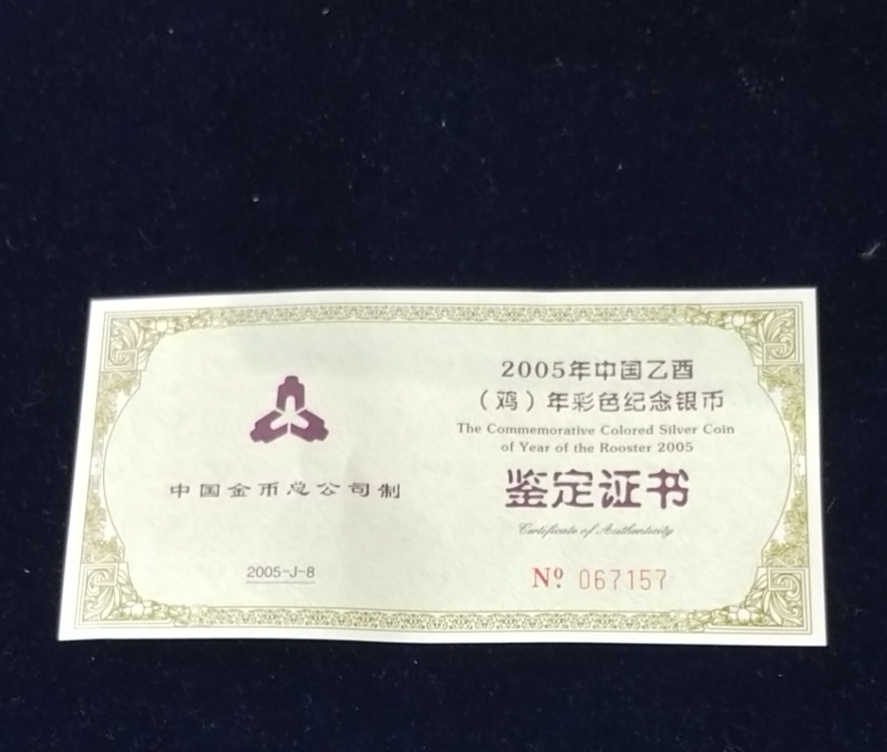 中国金币总公司制
2005-J-8
2005年中国乙酉
（鸡）年彩色纪念银币
The Commemorative Colored Silver Coin
of Year of the Rooster 2005
鉴定证书
Certificate of Authenticity
Nº 067157